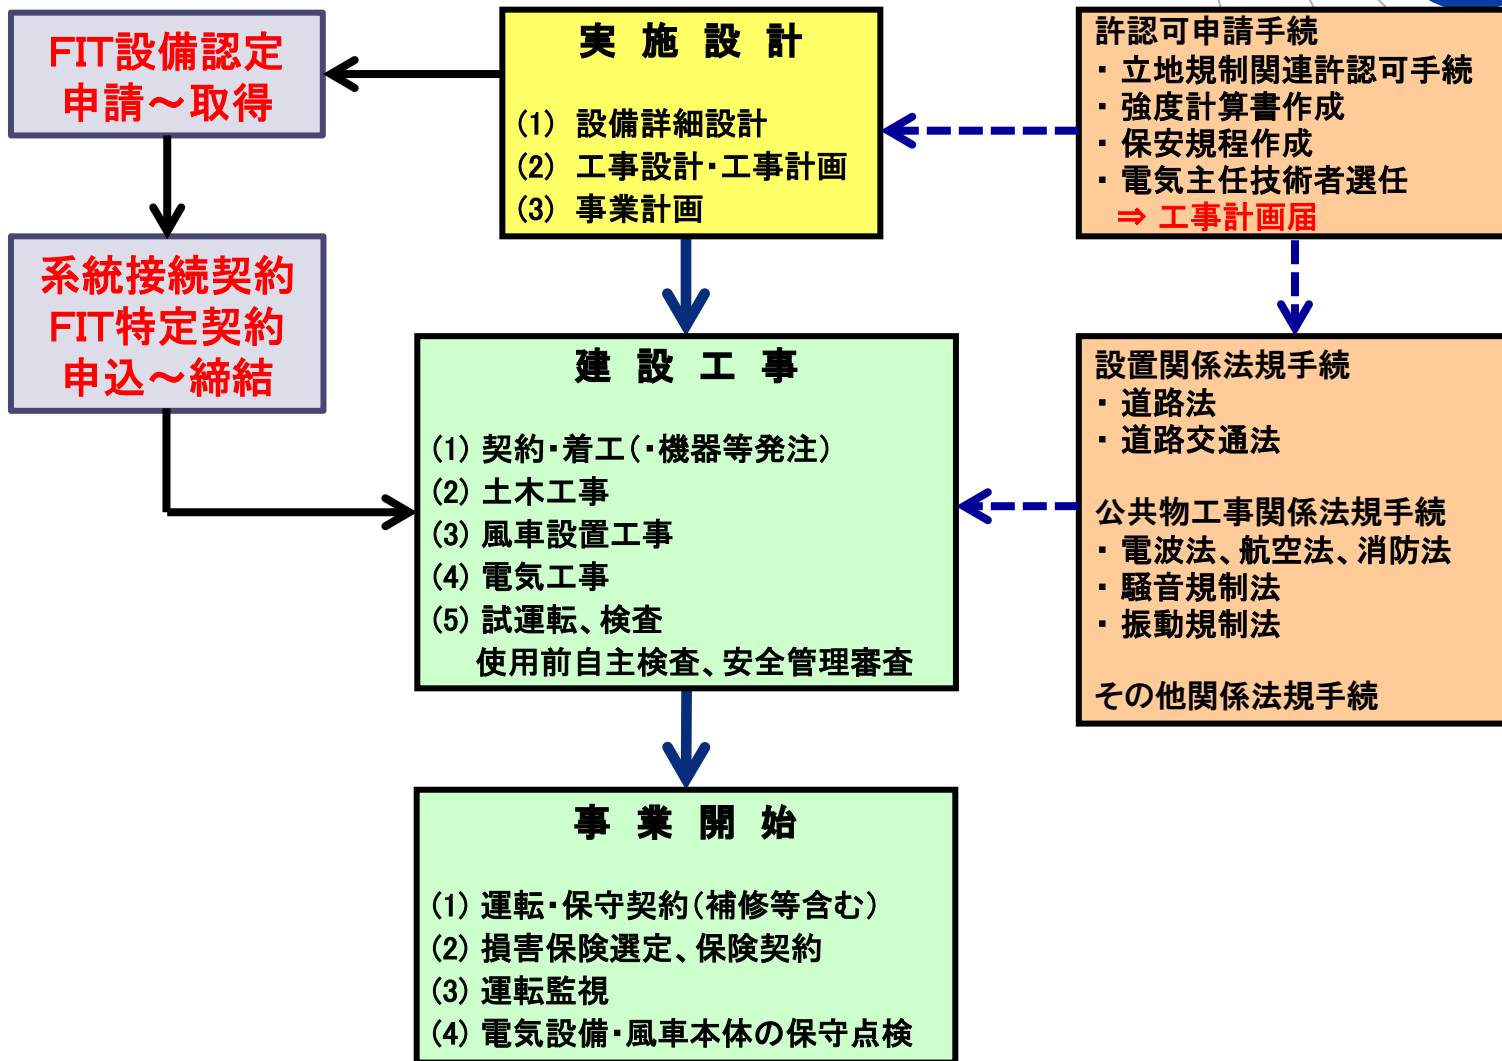 FIT設備認定
申請～取得
系統接続契約
FIT特定契約
申込～締結
実施設計
(1) 設備詳細設計
(2) 工事設計・工事計画
(3) 事業計画
許認可申請手続
・立地規制関連許認可手続
・強度計算書作成
・保安規程作成
・電気主任技術者選任
⇒ 工事計画届
建設工事
(1) 契約・着工(・機器等発注)
(2) 土木工事
(3) 風車設置工事
(4) 電気工事
(5) 試運転、検査
使用前自主検査、安全管理審査
設置関係法規手続
・道路法
・道路交通法
公共物工事関係法規手続
・電波法、航空法、消防法
・騒音規制法
・振動規制法
その他関係法規手続
事業開始
(1) 運転・保守契約(補修等含む)
(2) 損害保険選定、保険契約
(3) 運転監視
(4) 電気設備・風車本体の保守点検